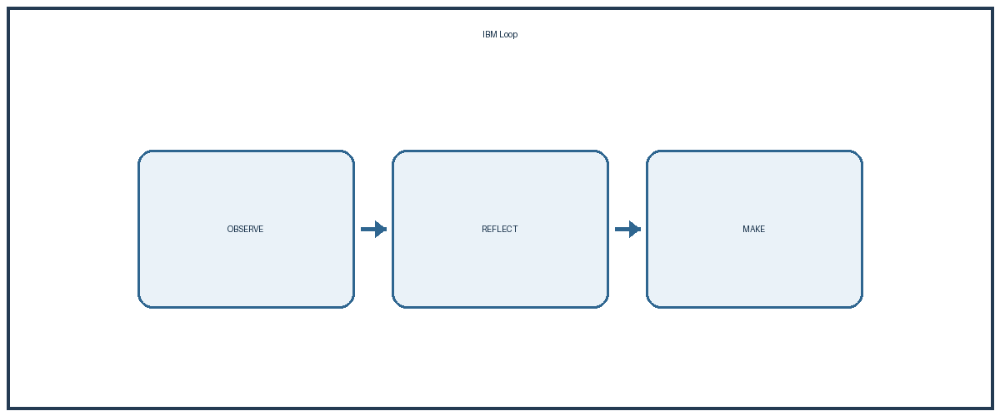 IBM Loop
OBSERVE
REFLECT
MAKE